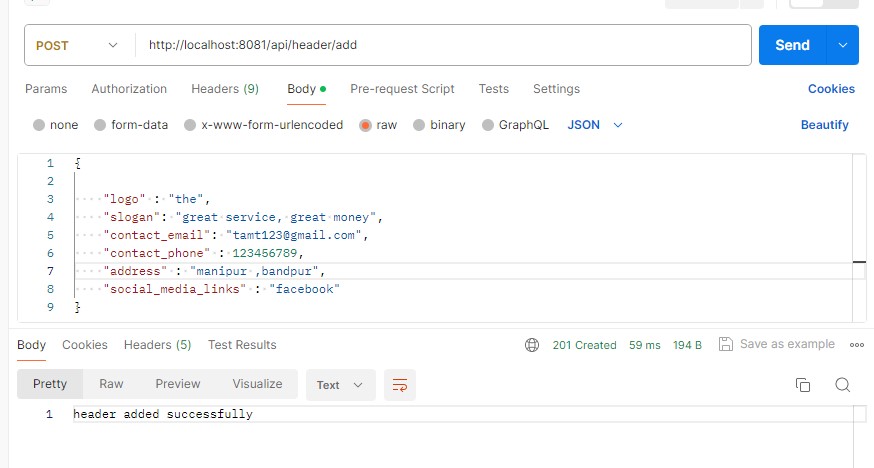 POST http://localhost:8081/api/header/add Send
Params Authorization Headers (9) Body Pre-request Script Tests Settings Cookies
none form-data x-www-form-urlencoded raw binary GraphQL JSON Beautify
1 {
2
3 "logo" : "the",
4 "slogan": "great service, great money",
5 "contact_email": "tamt123@gmail.com",
6 "contact_phone" : 123456789,
7 "address" : "manipur ,bandpur",
8 "social_media_links" : "facebook"
9 }
Body Cookies Headers (5) Test Results 201 Created 59 ms 194 B Save as example
Pretty Raw Preview Visualize Text
1 header added successfully